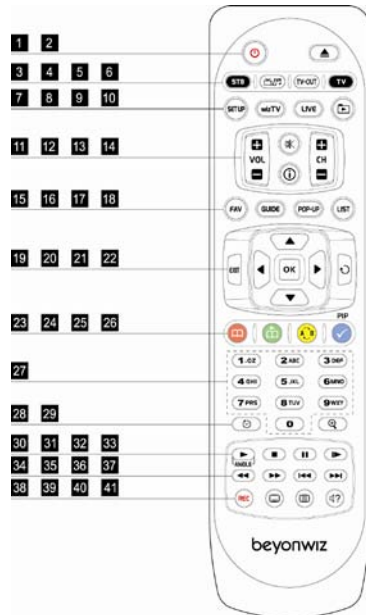 1 2
3 4 5 6
STB TV-OUT TV
7 8 9 10
SETUP wizTV LIVE
11 12 13 14
+ +
VOL CH
- -
15 16 17 18
FAV GUIDE POP-UP LIST
19 20 21 22
EXIT OK
23 24 25 26
PIP
A B
27
1 .@Z 2 ABC 3 DEF
4 GHI 5 JKL 6 MNO
7 PRS 8 TUV 9 WXY
28 29
0
30 31 32 33
ANGLE
34 35 36 37
38 39 40 41
REC ?
beyonwiz